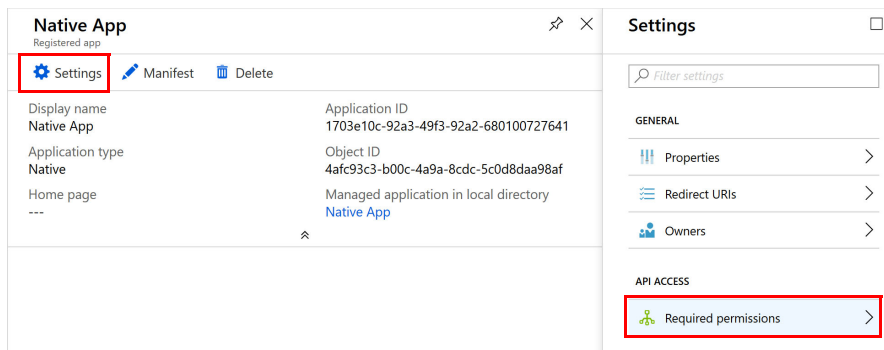 Native App
Registered app
Settings
Manifest
Delete
Display name
Native App
Application type
Native
Home page
---
Application ID
1703e10c-92a3-49f3-92a2-680100727641
Object ID
4afc93c3-b00c-4a9a-8cdc-5c0d8daa98af
Managed application in local directory
Native App
Settings
Filter settings
GENERAL
Properties
Redirect URIs
Owners
API ACCESS
Required permissions